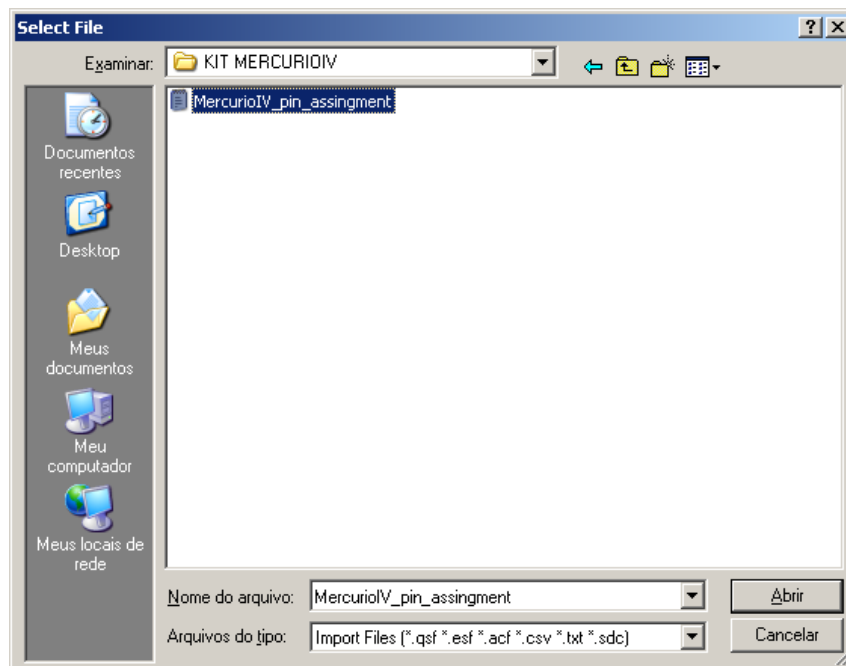 Select File
Examinar:
KIT MERCURIOIV
MercurioIV_pin_assingment
Documentos
recentes
Desktop
Meus
documentos
Meu
computador
Meus locais de
rede
Nome do arquivo:
MercurioIV_pin_assingment
Abrir
Arquivos do tipo:
Import Files (*.qsf *.esf *.acf *.csv *.txt *.sdc)
Cancelar